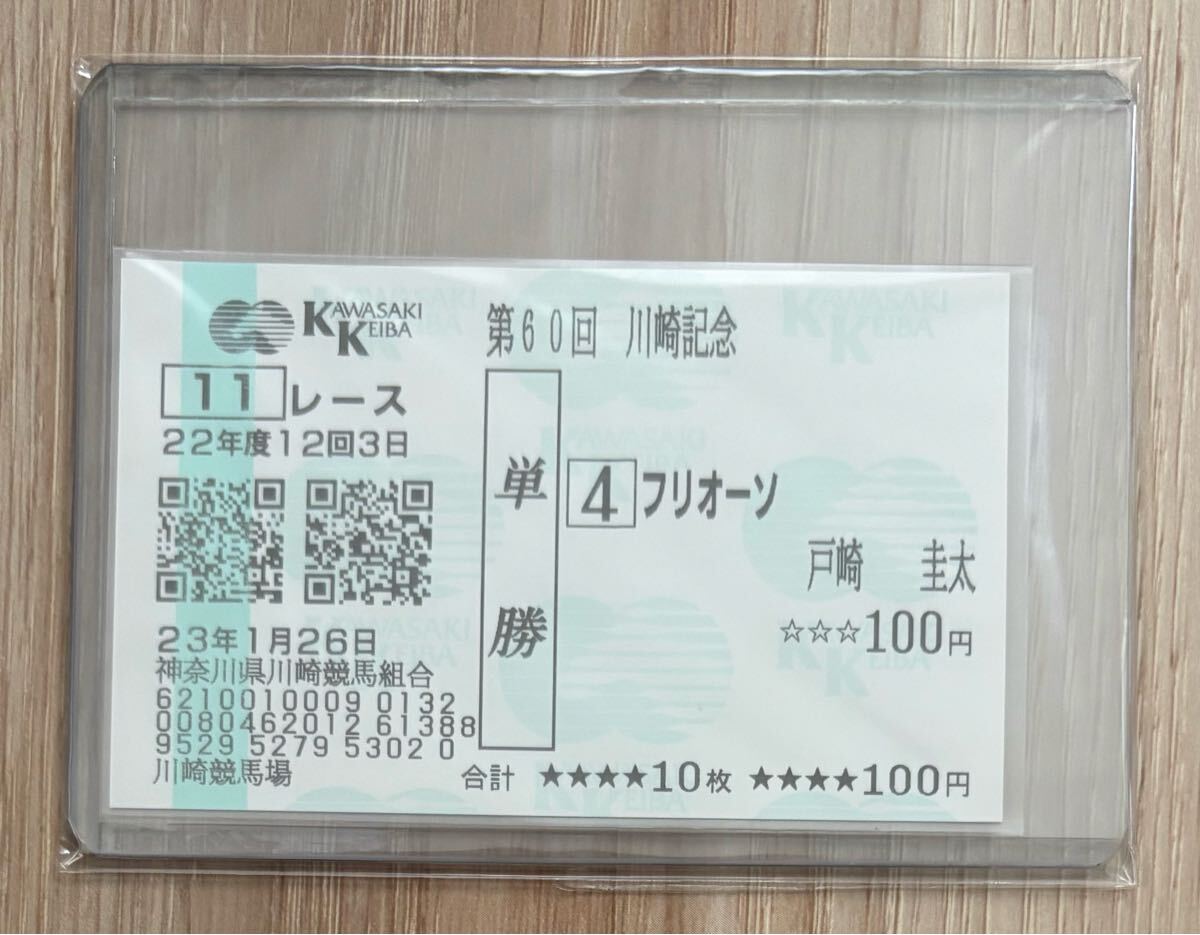 KAWASAKI KEIBA
第60回 川崎記念
11 レース
22年度12回3日
単勝
4 フリオーソ
戸崎 圭太
☆☆☆100円
23年1月26日
神奈川県川崎競馬組合
6210010009 0132
0080462012 61388
9529 5279 5302 0
川崎競馬場
合計 ★★★★10枚 ★★★★100円